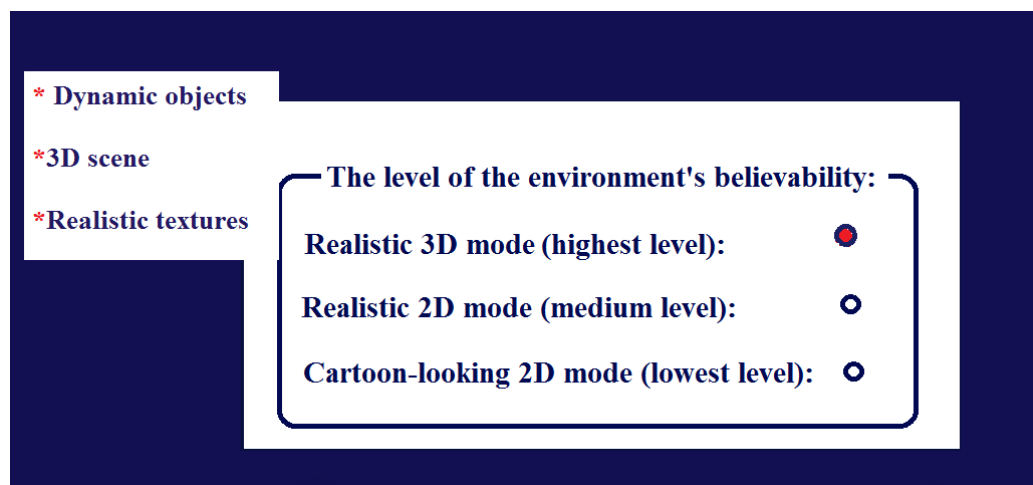 * Dynamic objects
*3D scene
*Realistic textures
The level of the environment's believability:
Realistic 3D mode (highest level):
Realistic 2D mode (medium level):
Cartoon-looking 2D mode (lowest level):